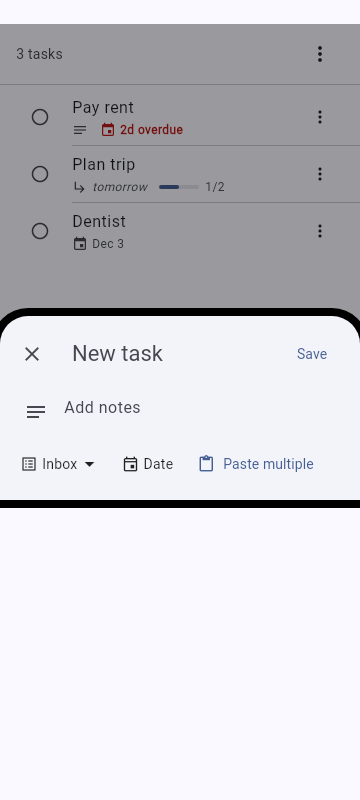 3 tasks
Pay rent
2d overdue
Plan trip
tomorrow 1/2
Dentist
Dec 3
New task Save
Add notes
Inbox Date Paste multiple